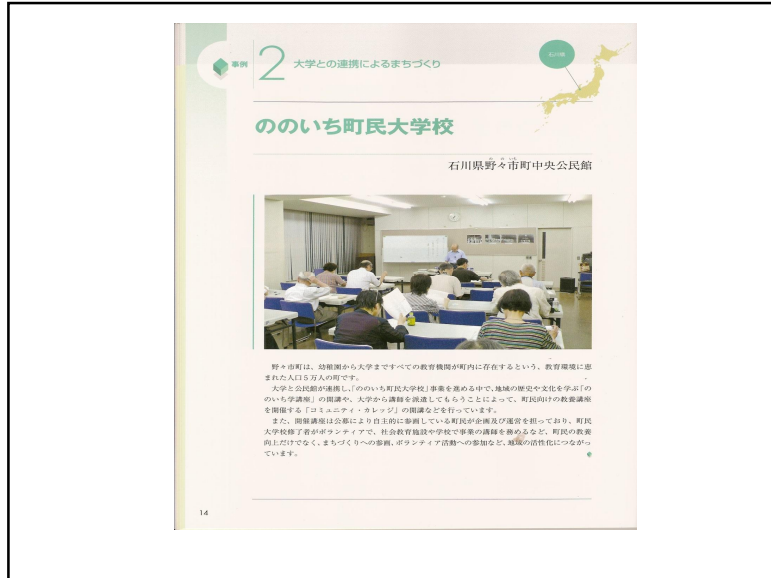 事例 2 大学との連携によるまちづくり
石川県
ののいち町民大学校
石川県野々市町中央公民館
野々市町は、幼稚園から大学まですべての教育機関が町内に存在するという、教育環境に恵
まれた人口５万人の町です。
大学と公民館が連携し、「ののいち町民大学校」事業を進める中で、地域の歴史や文化を学ぶ「の
のいち学講座」の開講や、大学から講師を派遣してもらうことによって、町民向けの教養講座
を開催する「コミュニティ・カレッジ」の開講などを行っています。
また、開催講座は公募により自主的に参画している町民が企画及び運営を担っており、町民
大学校修了者がボランティアで、社会教育施設や学校で事業の講師を務めるなど、町民の教養
向上だけでなく、まちづくりへの参画、ボランティア活動への参加など、地域の活性化につながっ
ています。
14